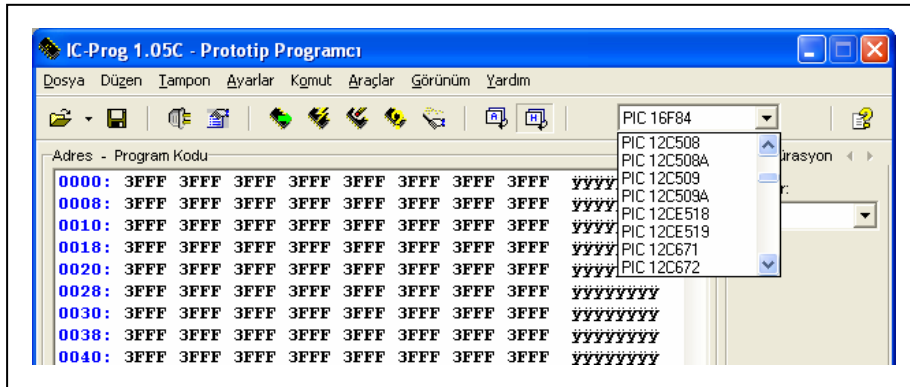 IC-Prog 1.05C - Prototip Programcı
Dosya Düzen Tampon Ayarlar Komut Araçlar Görünüm Yardım
PIC 16F84
Adres - Program Kodu
ürasyon
PIC 12C508
PIC 12C508A
PIC 12C509
PIC 12C509A
PIC 12CE518
PIC 12CE519
PIC 12C671
PIC 12C672
r:
0000: 3FFF 3FFF 3FFF 3FFF 3FFF 3FFF 3FFF 3FFF ÿÿÿÿ
0008: 3FFF 3FFF 3FFF 3FFF 3FFF 3FFF 3FFF 3FFF ÿÿÿÿ
0010: 3FFF 3FFF 3FFF 3FFF 3FFF 3FFF 3FFF 3FFF ÿÿÿÿ
0018: 3FFF 3FFF 3FFF 3FFF 3FFF 3FFF 3FFF 3FFF ÿÿÿÿ
0020: 3FFF 3FFF 3FFF 3FFF 3FFF 3FFF 3FFF 3FFF ÿÿÿÿ
0028: 3FFF 3FFF 3FFF 3FFF 3FFF 3FFF 3FFF 3FFF ÿÿÿÿÿÿÿÿ
0030: 3FFF 3FFF 3FFF 3FFF 3FFF 3FFF 3FFF 3FFF ÿÿÿÿÿÿÿÿ
0038: 3FFF 3FFF 3FFF 3FFF 3FFF 3FFF 3FFF 3FFF ÿÿÿÿÿÿÿÿ
0040: 3FFF 3FFF 3FFF 3FFF 3FFF 3FFF 3FFF 3FFF ÿÿÿÿÿÿÿÿ